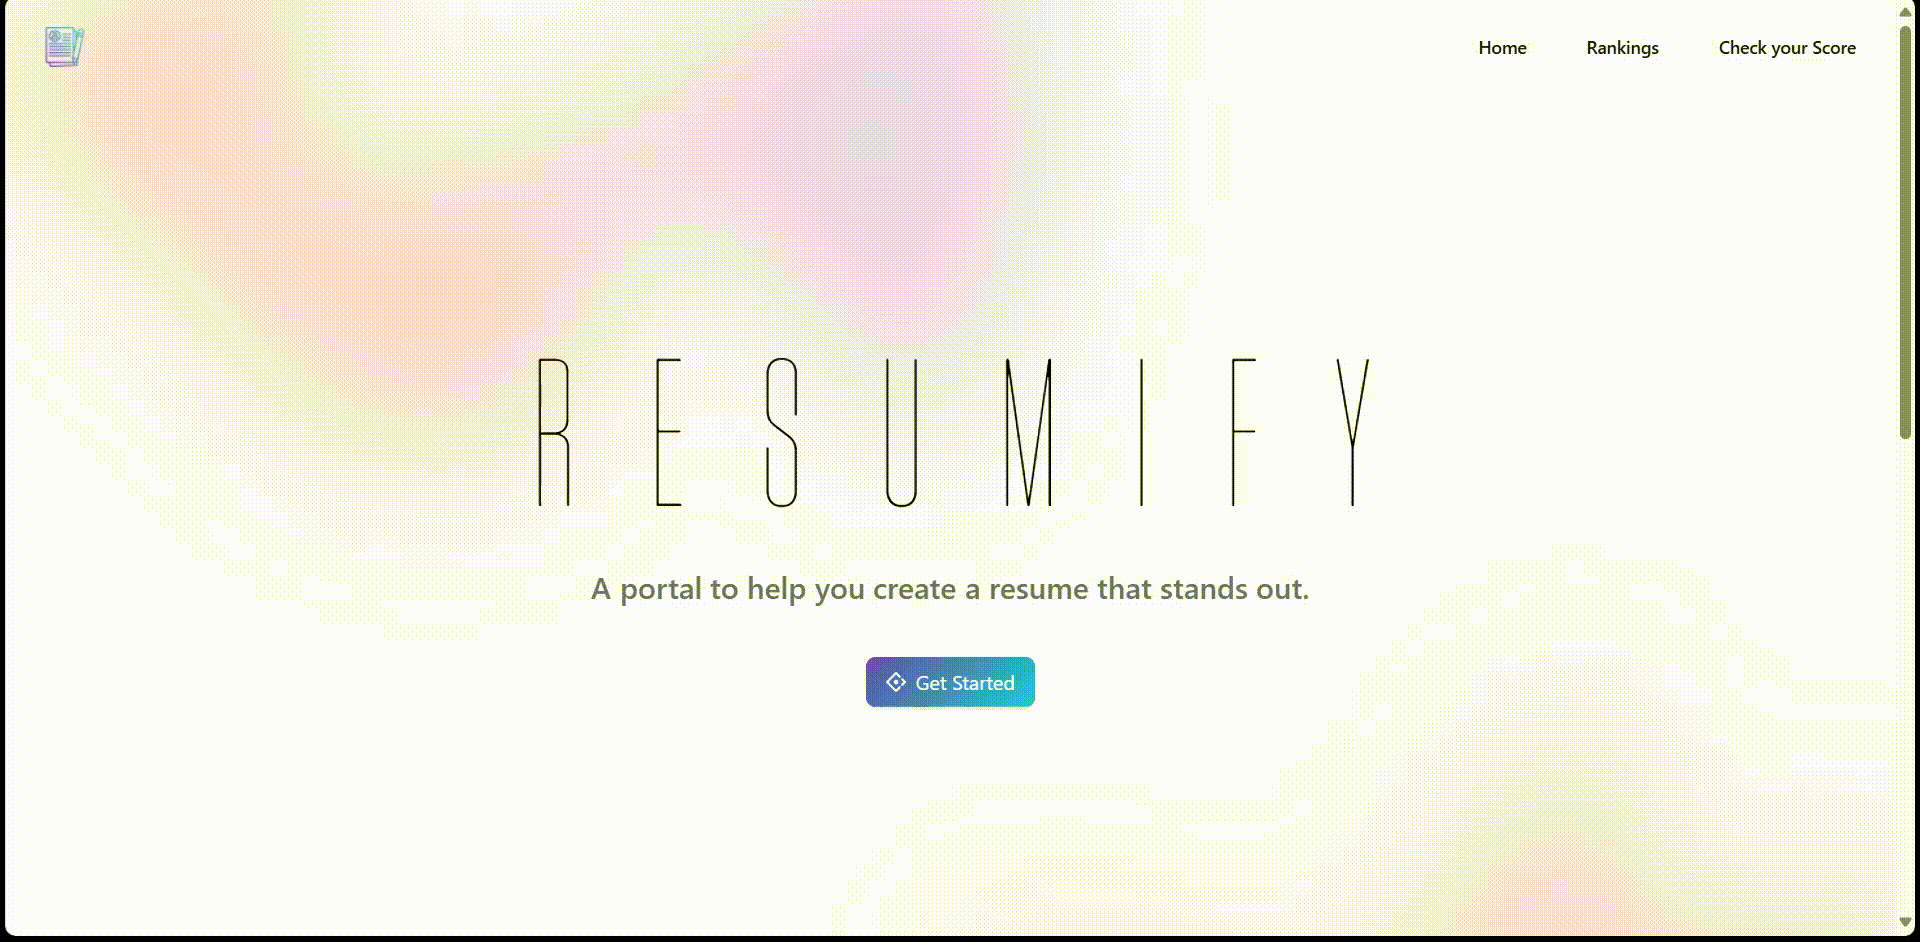 Home
Rankings
Check your Score
RESUMIFY
A portal to help you create a resume that stands out.
Get Started